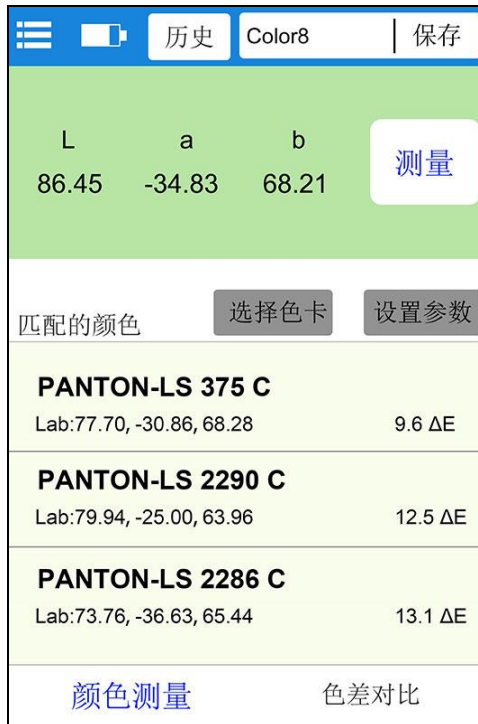 历史 Color8 保存
L a b
86.45 -34.83 68.21
测量
匹配的颜色 选择色卡 设置参数
PANTON-LS 375 C
Lab:77.70, -30.86, 68.28 9.6 ΔE
PANTON-LS 2290 C
Lab:79.94, -25.00, 63.96 12.5 ΔE
PANTON-LS 2286 C
Lab:73.76, -36.63, 65.44 13.1 ΔE
颜色测量 色差对比